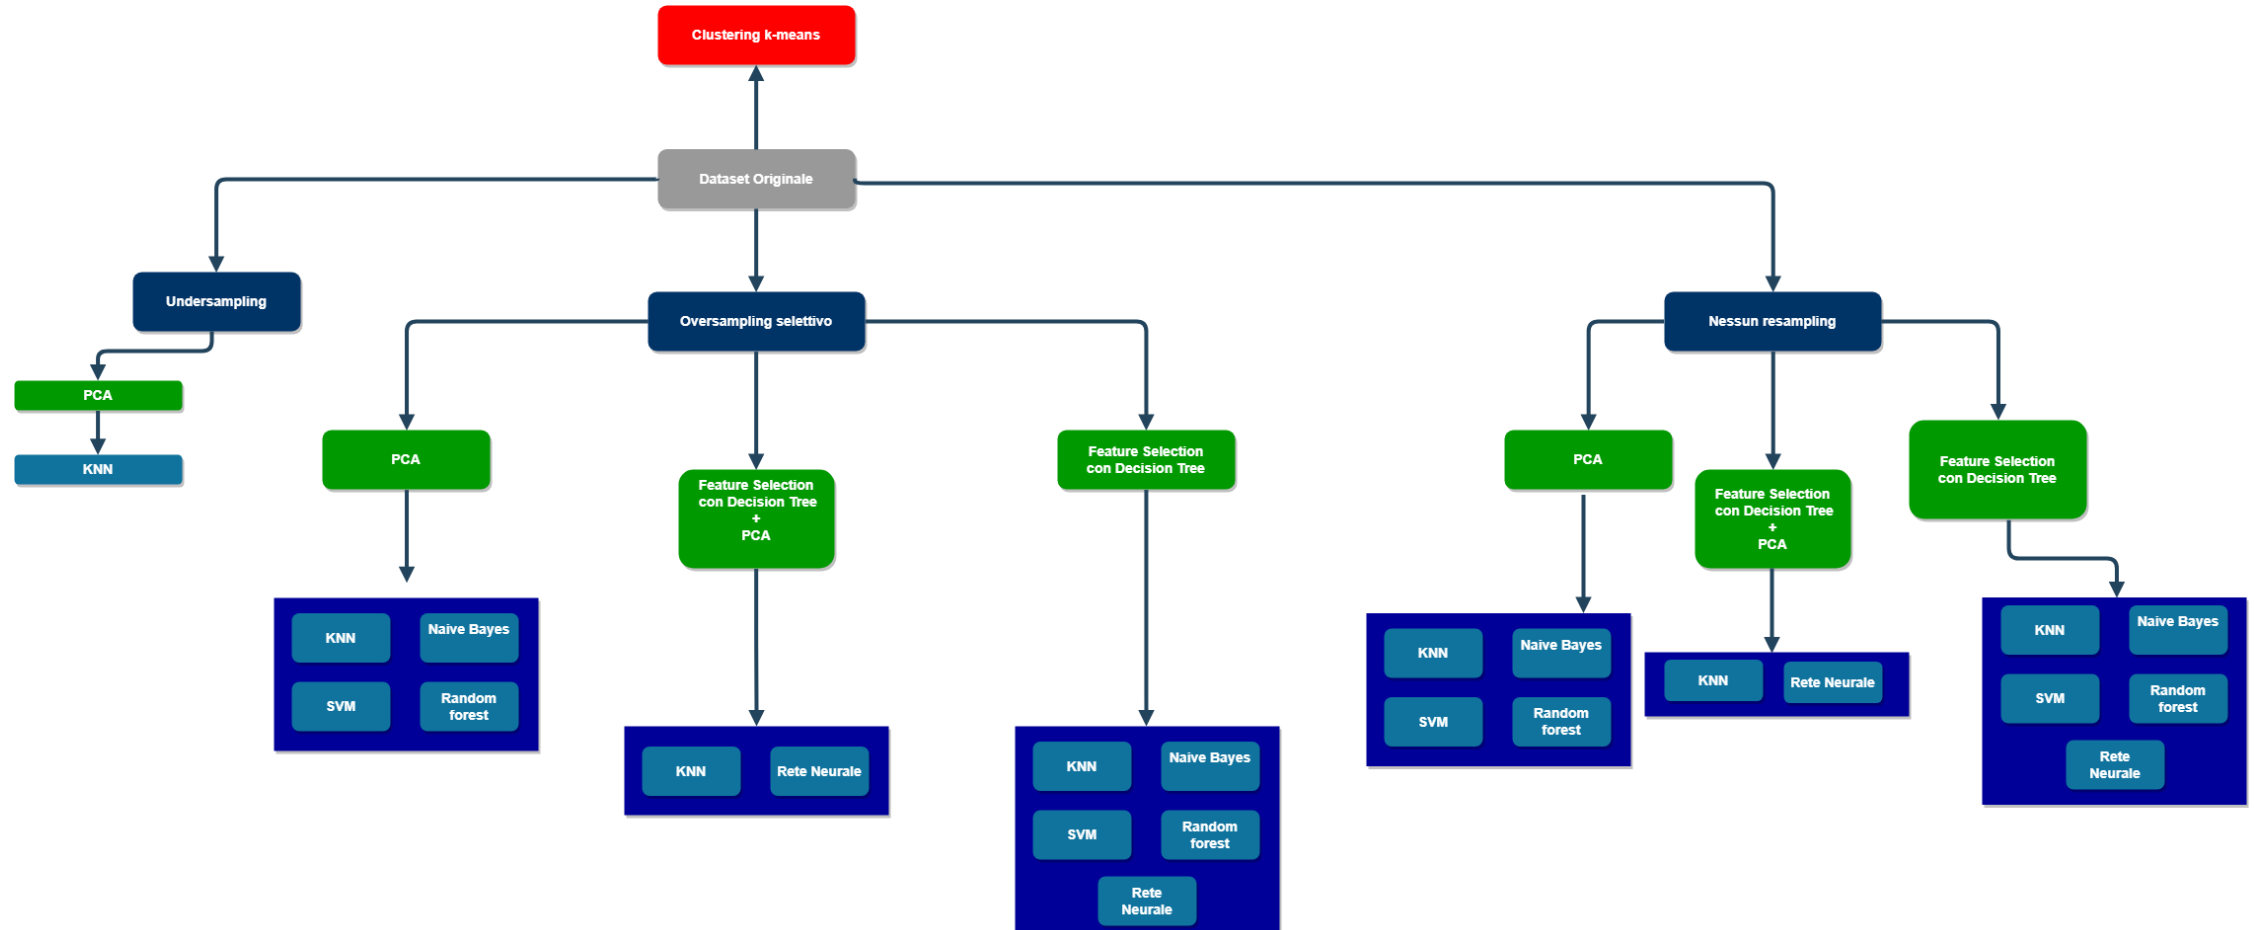 Clustering k-means
Dataset Originale
Undersampling
Oversampling selettivo
Nessun resampling
PCA
KNN
PCA
Feature Selection
con Decision Tree
+
PCA
Feature Selection
con Decision Tree
PCA
Feature Selection
con Decision Tree
+
PCA
Feature Selection
con Decision Tree
KNN
Naive Bayes
SVM
Random
forest
KNN
Rete Neurale
KNN
Naive Bayes
SVM
Random
forest
Rete
Neurale
KNN
Naive Bayes
SVM
Random
forest
KNN
Rete Neurale
KNN
Naive Bayes
SVM
Random
forest
Rete
Neurale